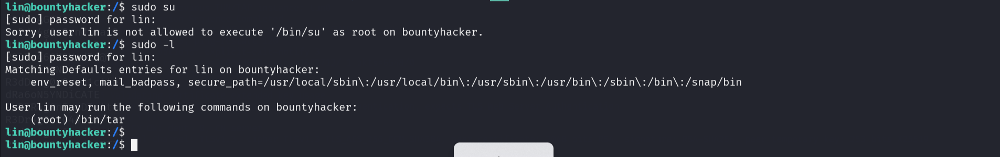 lin@bountyhacker:/$ sudo su
[sudo] password for lin:
Sorry, user lin is not allowed to execute '/bin/su' as root on bountyhacker.
lin@bountyhacker:/$ sudo -l
[sudo] password for lin:
Matching Defaults entries for lin on bountyhacker:
    env_reset, mail_badpass, secure_path=/usr/local/sbin\:/usr/local/bin\:/usr/sbin\:/usr/bin\:/sbin\:/bin\:/snap/bin
dRa6oN5YNDiCATE
User lin may run the following commands on bountyhacker:
    (root) /bin/tar
lin@bountyhacker:/$
lin@bountyhacker:/$